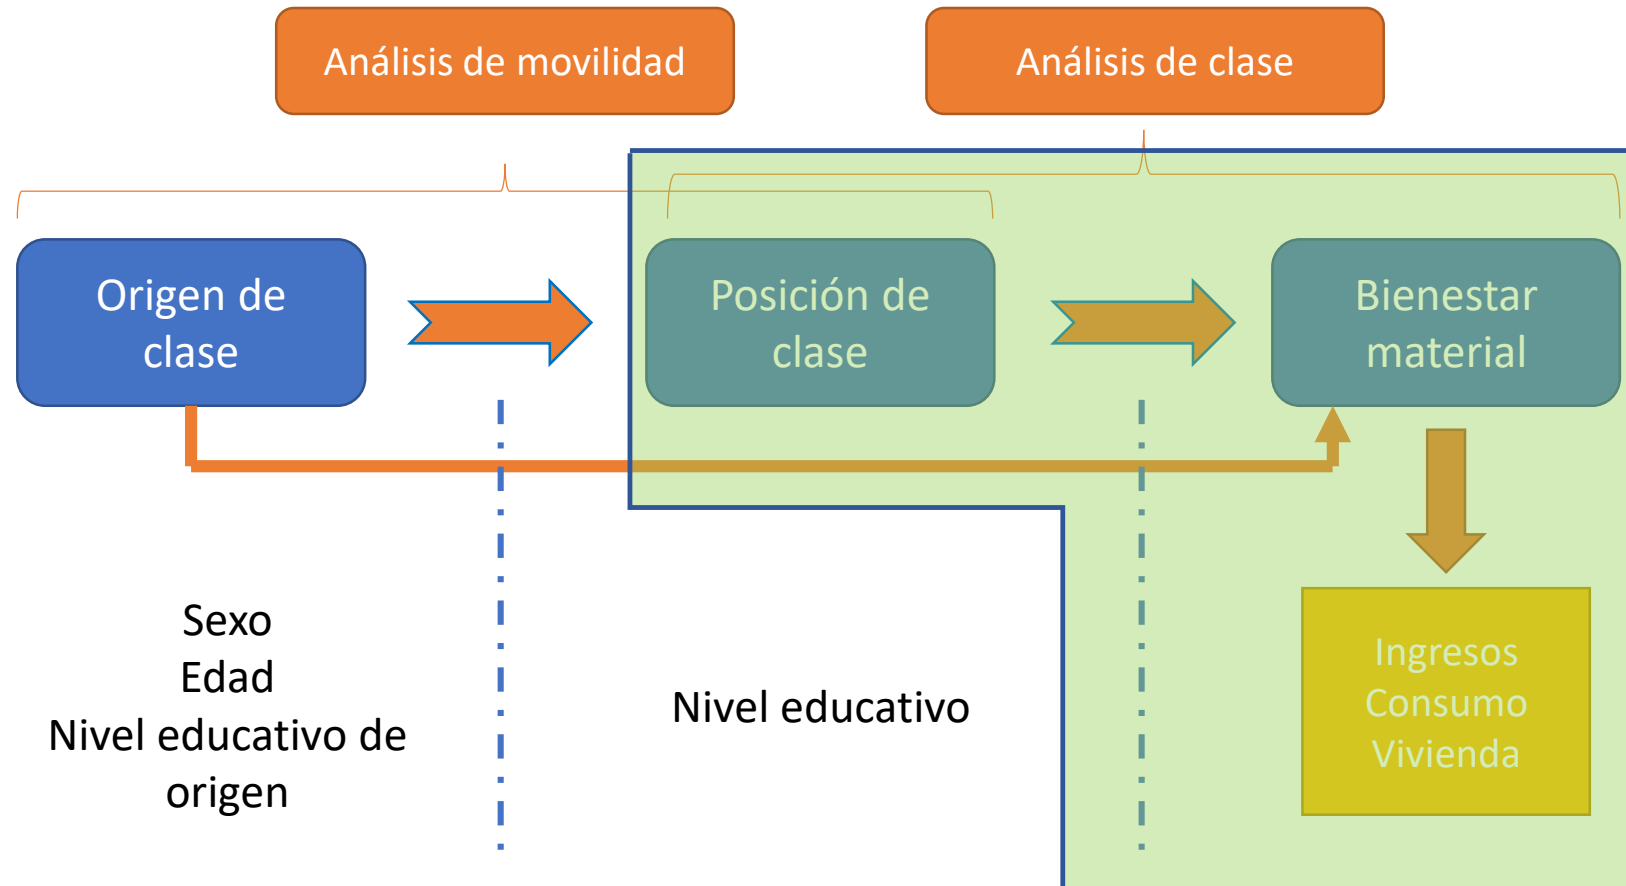 Análisis de movilidad
Análisis de clase
Origen de
clase
Posición de
clase
Bienestar
material
Sexo
Edad
Nivel educativo de
origen
Nivel educativo
Ingresos
Consumo
Vivienda